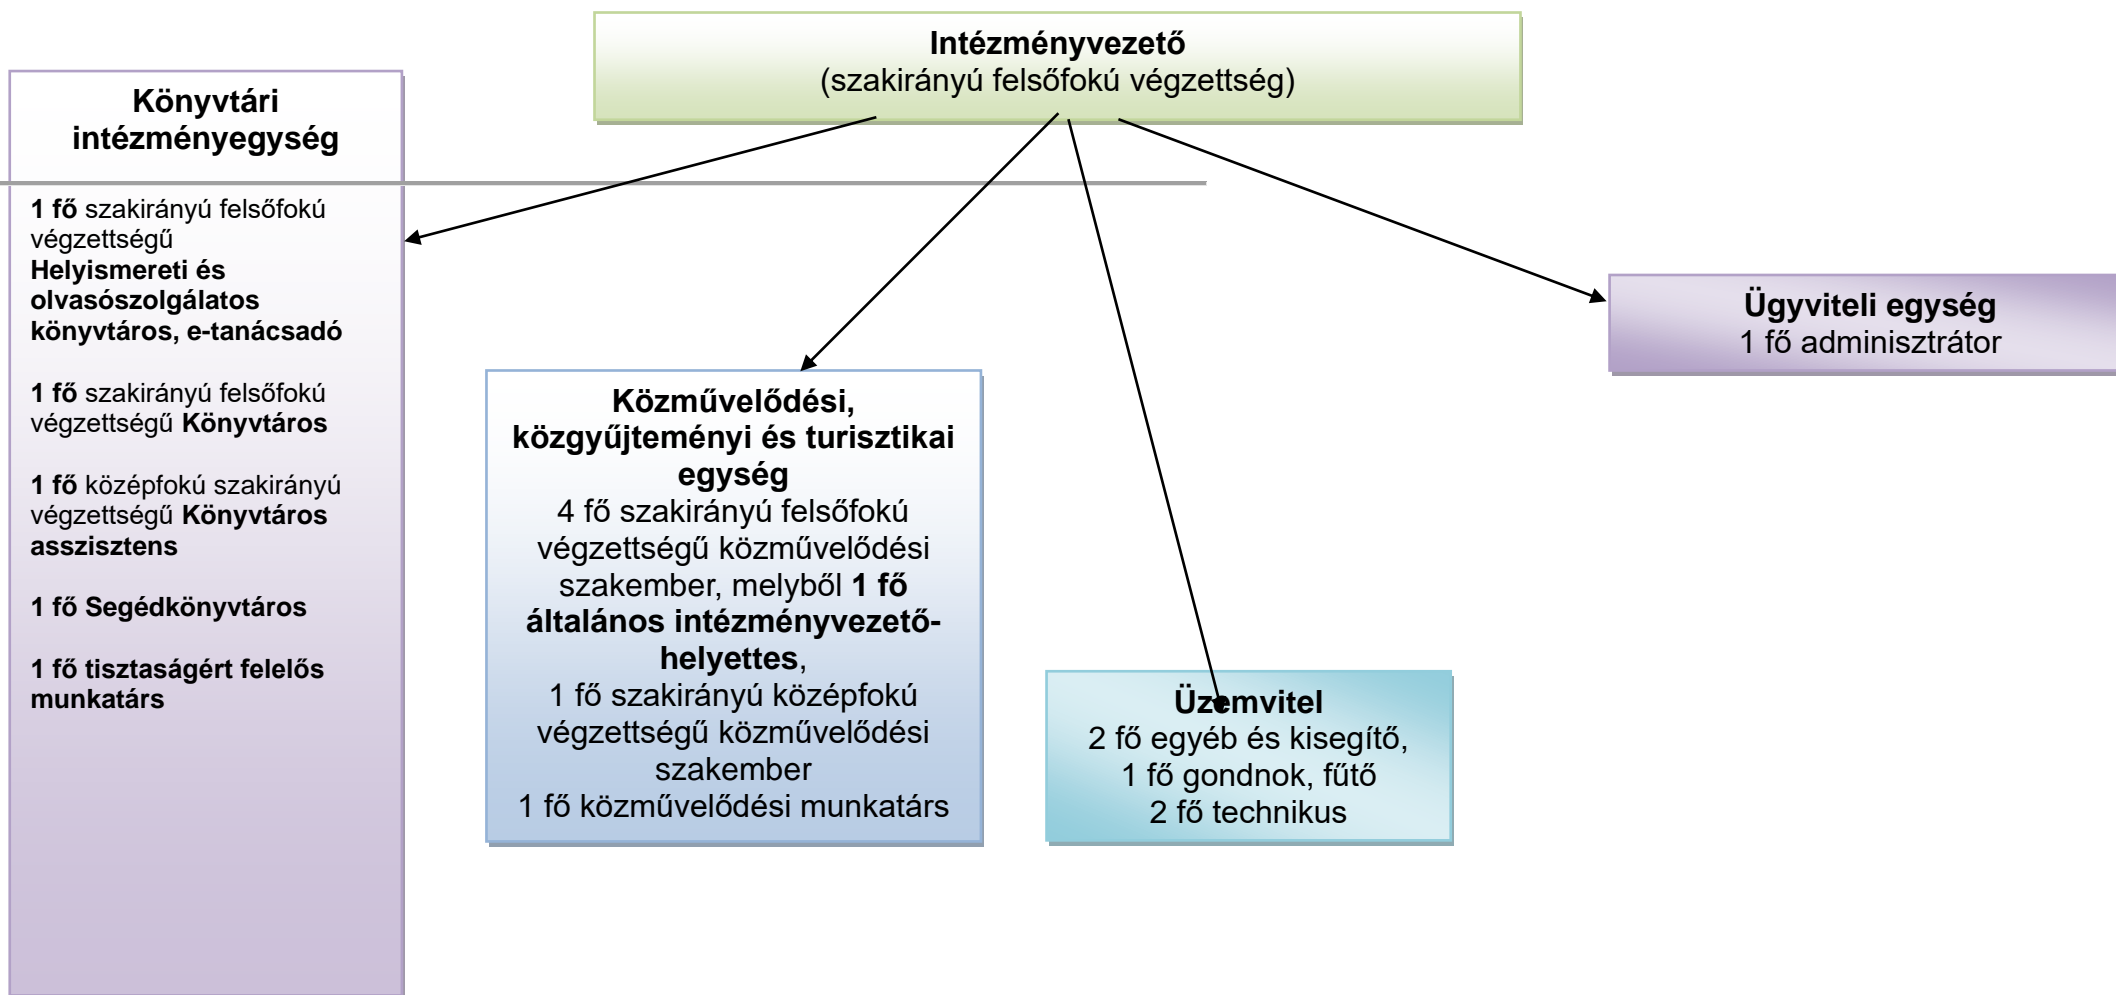 Intézményvezető
(szakirányú felsőfokú végzettség)
Könyvtári
intézményegység
1 fő szakirányú felsőfokú
végzettségű
Helyismereti és
olvasószolgálatos
könyvtáros, e-tanácsadó
1 fő szakirányú felsőfokú
végzettségű Könyvtáros
1 fő középfokú szakirányú
végzettségű Könyvtáros
asszisztens
1 fő Segédkönyvtáros
1 fő tisztaságért felelős
munkatárs
Közművelődési,
közgyűjteményi és turisztikai
egység
4 fő szakirányú felsőfokú
végzettségű közművelődési
szakember, melyből 1 fő
általános intézményvezető-
helyettes,
1 fő szakirányú középfokú
végzettségű közművelődési
szakember
1 fő közművelődési munkatárs
Üzemvitel
2 fő egyéb és kisegítő,
1 fő gondnok, fűtő
2 fő technikus
Ügyviteli egység
1 fő adminisztrátor